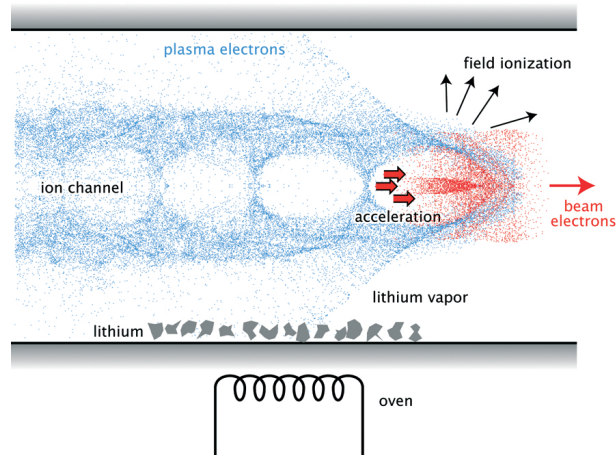 plasma electrons
field ionization
ion channel
acceleration
beam
electrons
lithium vapor
lithium
oven